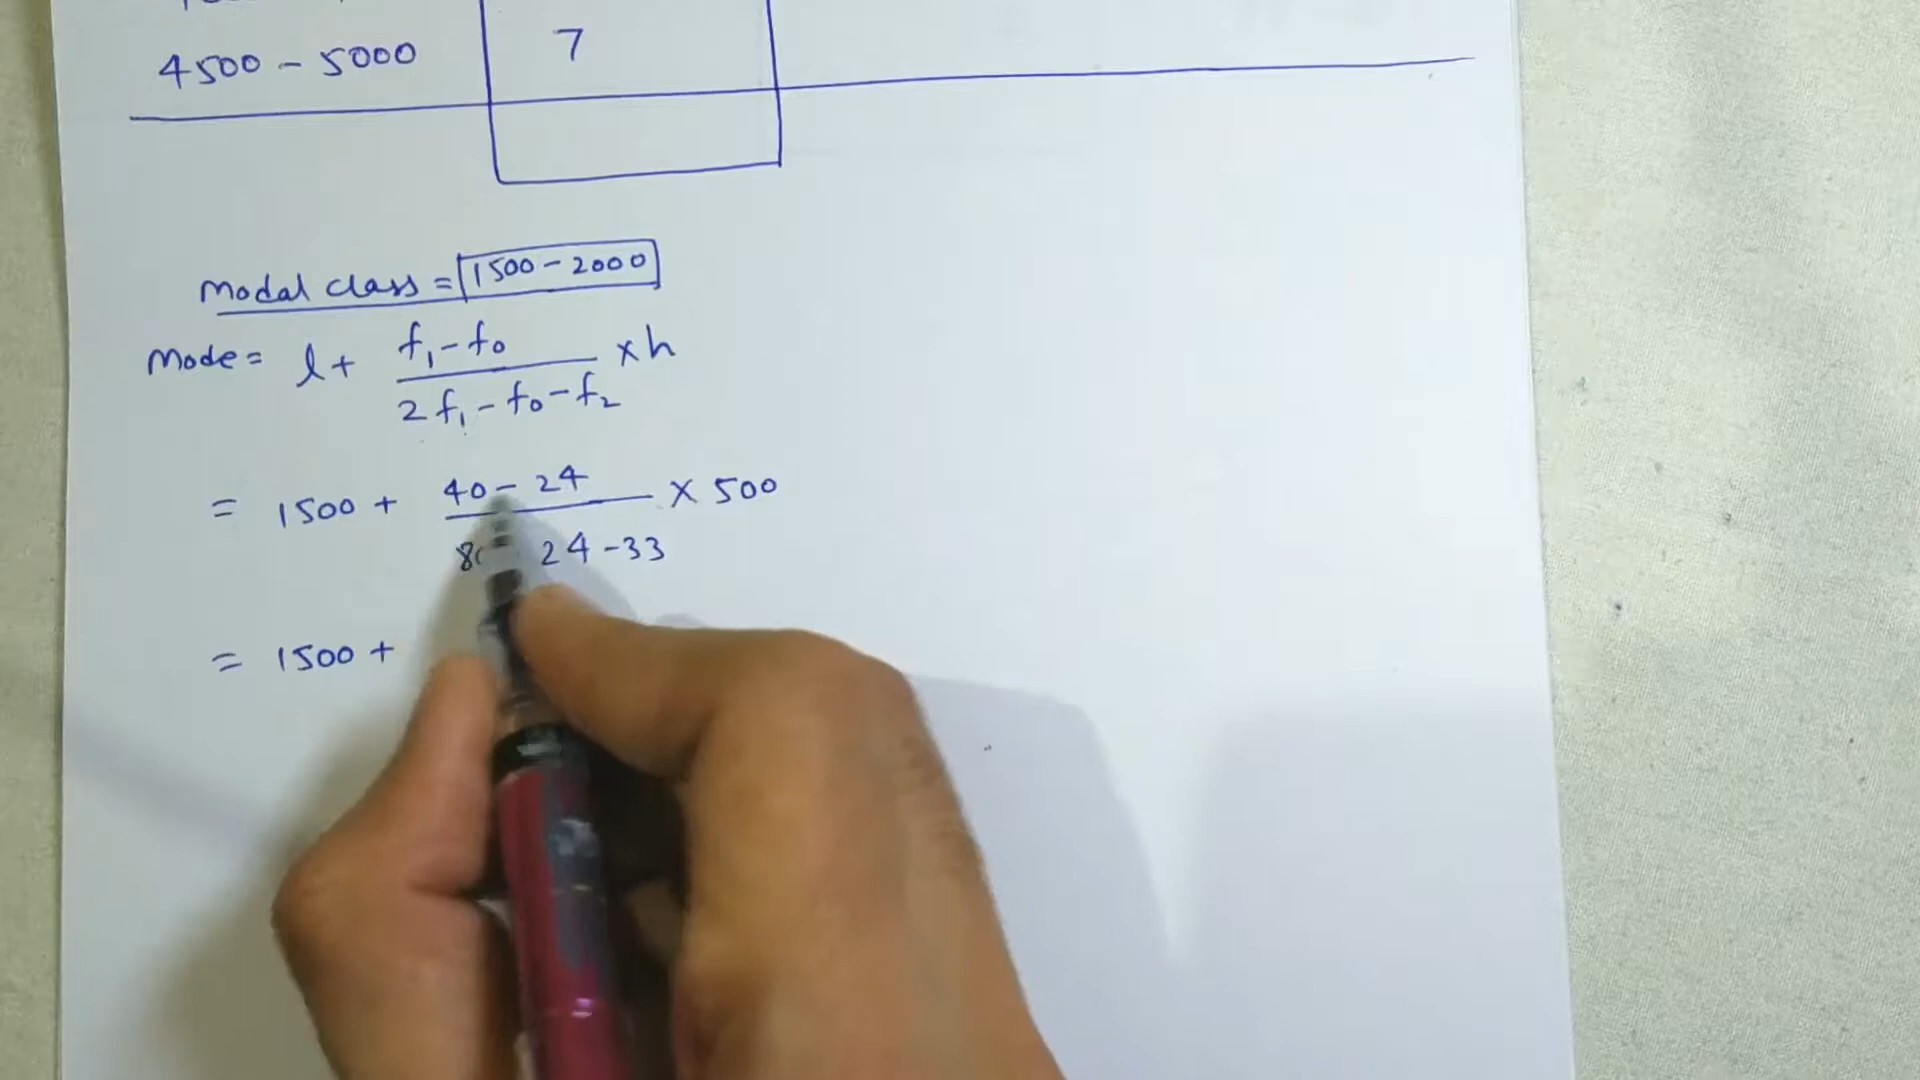 4500 - 5000 7
Modal class = 1500 - 2000
Mode = l + f₁ - f₀ / 2f₁ - f₀ - f₂ × h
= 1500 + 40 - 24 / 24 - 33 × 500
= 1500 +